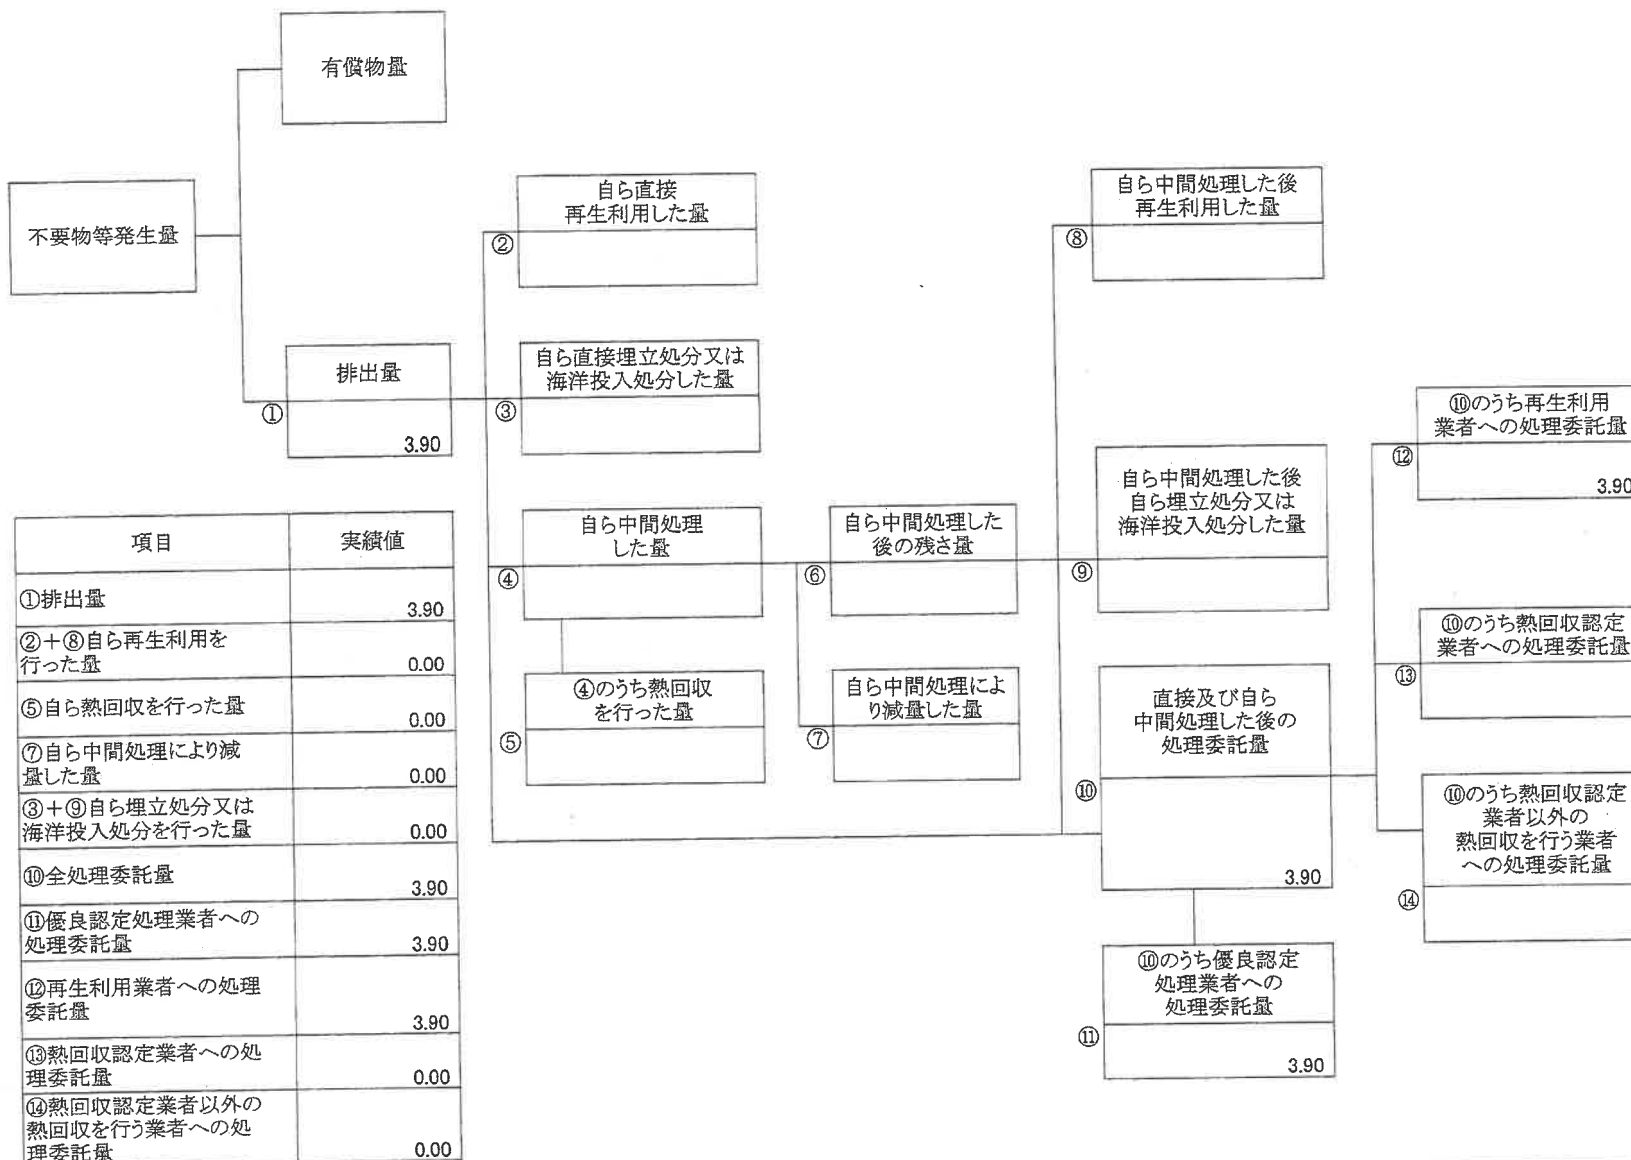 有償物量
不要物等発生量
排出量
①
3.90
自ら直接
再生利用した量
②
自ら直接埋立処分又は
海洋投入処分した量
③
自ら中間処理
した量
④
④のうち熱回収
を行った量
⑤
自ら中間処理した
後の残さ量
⑥
自ら中間処理によ
り減量した量
⑦
自ら中間処理した後
再生利用した量
⑧
自ら中間処理した後
自ら埋立処分又は
海洋投入処分した量
⑨
直接及び自ら
中間処理した後の
処理委託量
⑩
3.90
⑩のうち優良認定
処理業者への
処理委託量
⑪
3.90
⑩のうち再生利用
業者への処理委託量
⑫
3.90
⑩のうち熱回収認定
業者への処理委託量
⑬
⑩のうち熱回収認定
業者以外の
熱回収を行う業者
への処理委託量
⑭
項目 実績値
①排出量 3.90
②+⑧自ら再生利用を
行った量 0.00
⑤自ら熱回収を行った量 0.00
⑦自ら中間処理により減
量した量 0.00
③+⑨自ら埋立処分又は
海洋投入処分を行った量 0.00
⑩全処理委託量 3.90
⑪優良認定処理業者への
処理委託量 3.90
⑫再生利用業者への処理
委託量 3.90
⑬熱回収認定業者への処
理委託量 0.00
⑭熱回収認定業者以外の
熱回収を行う業者への処
理委託量 0.00